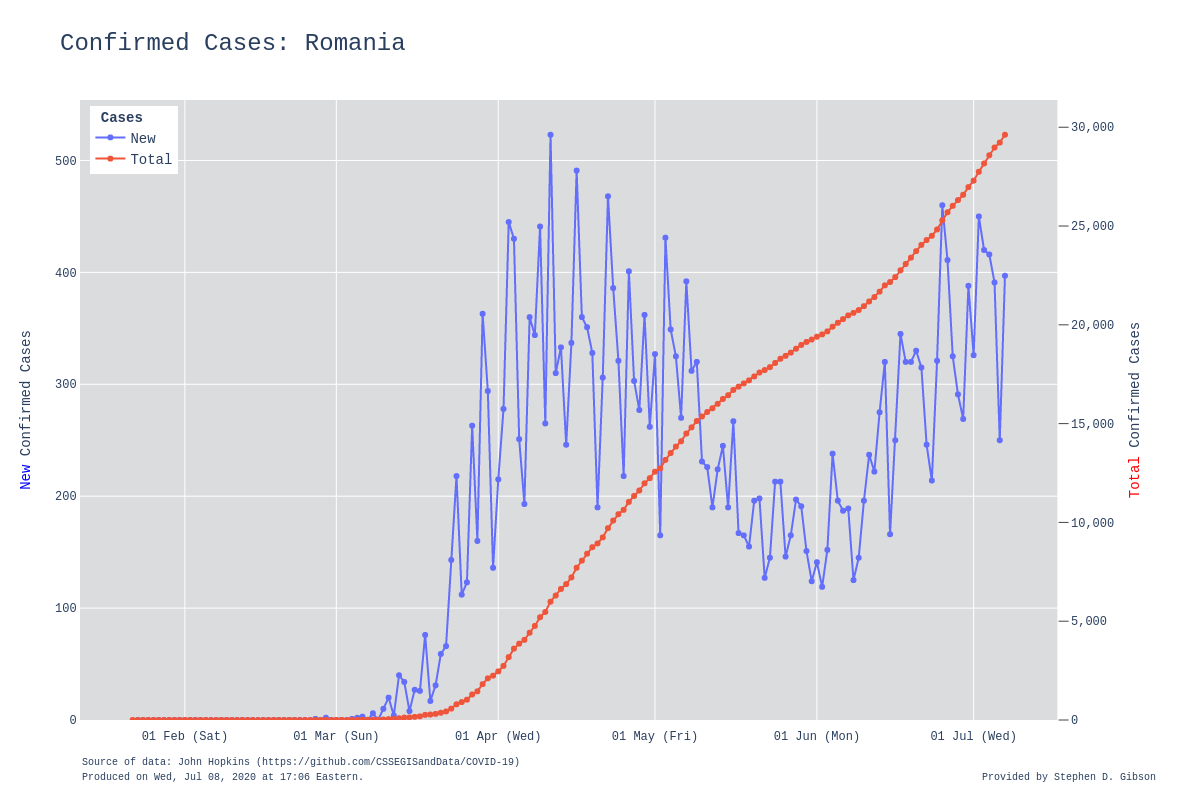 Confirmed Cases: Romania
Cases
New
Total
500
400
300
200
100
0
30,000
25,000
20,000
15,000
10,000
5,000
0
New Confirmed Cases
Total Confirmed Cases
01 Feb (Sat)
01 Mar (Sun)
01 Apr (Wed)
01 May (Fri)
01 Jun (Mon)
01 Jul (Wed)
Source of data: John Hopkins (https://github.com/CSSEGISandData/COVID-19)
Produced on Wed, Jul 08, 2020 at 17:06 Eastern.
Provided by Stephen D. Gibson